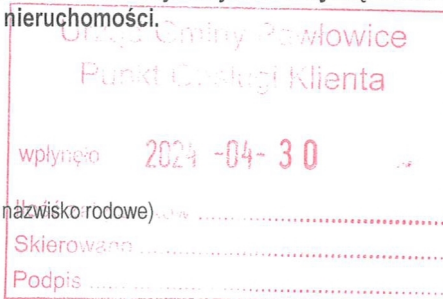 nieruchomości.
Urząd Gminy Pawłowice
Punkt Obsługi Klienta
wpłynęło 2024 -04- 30
nazwisko rodowe)
Skierowano
Podpis